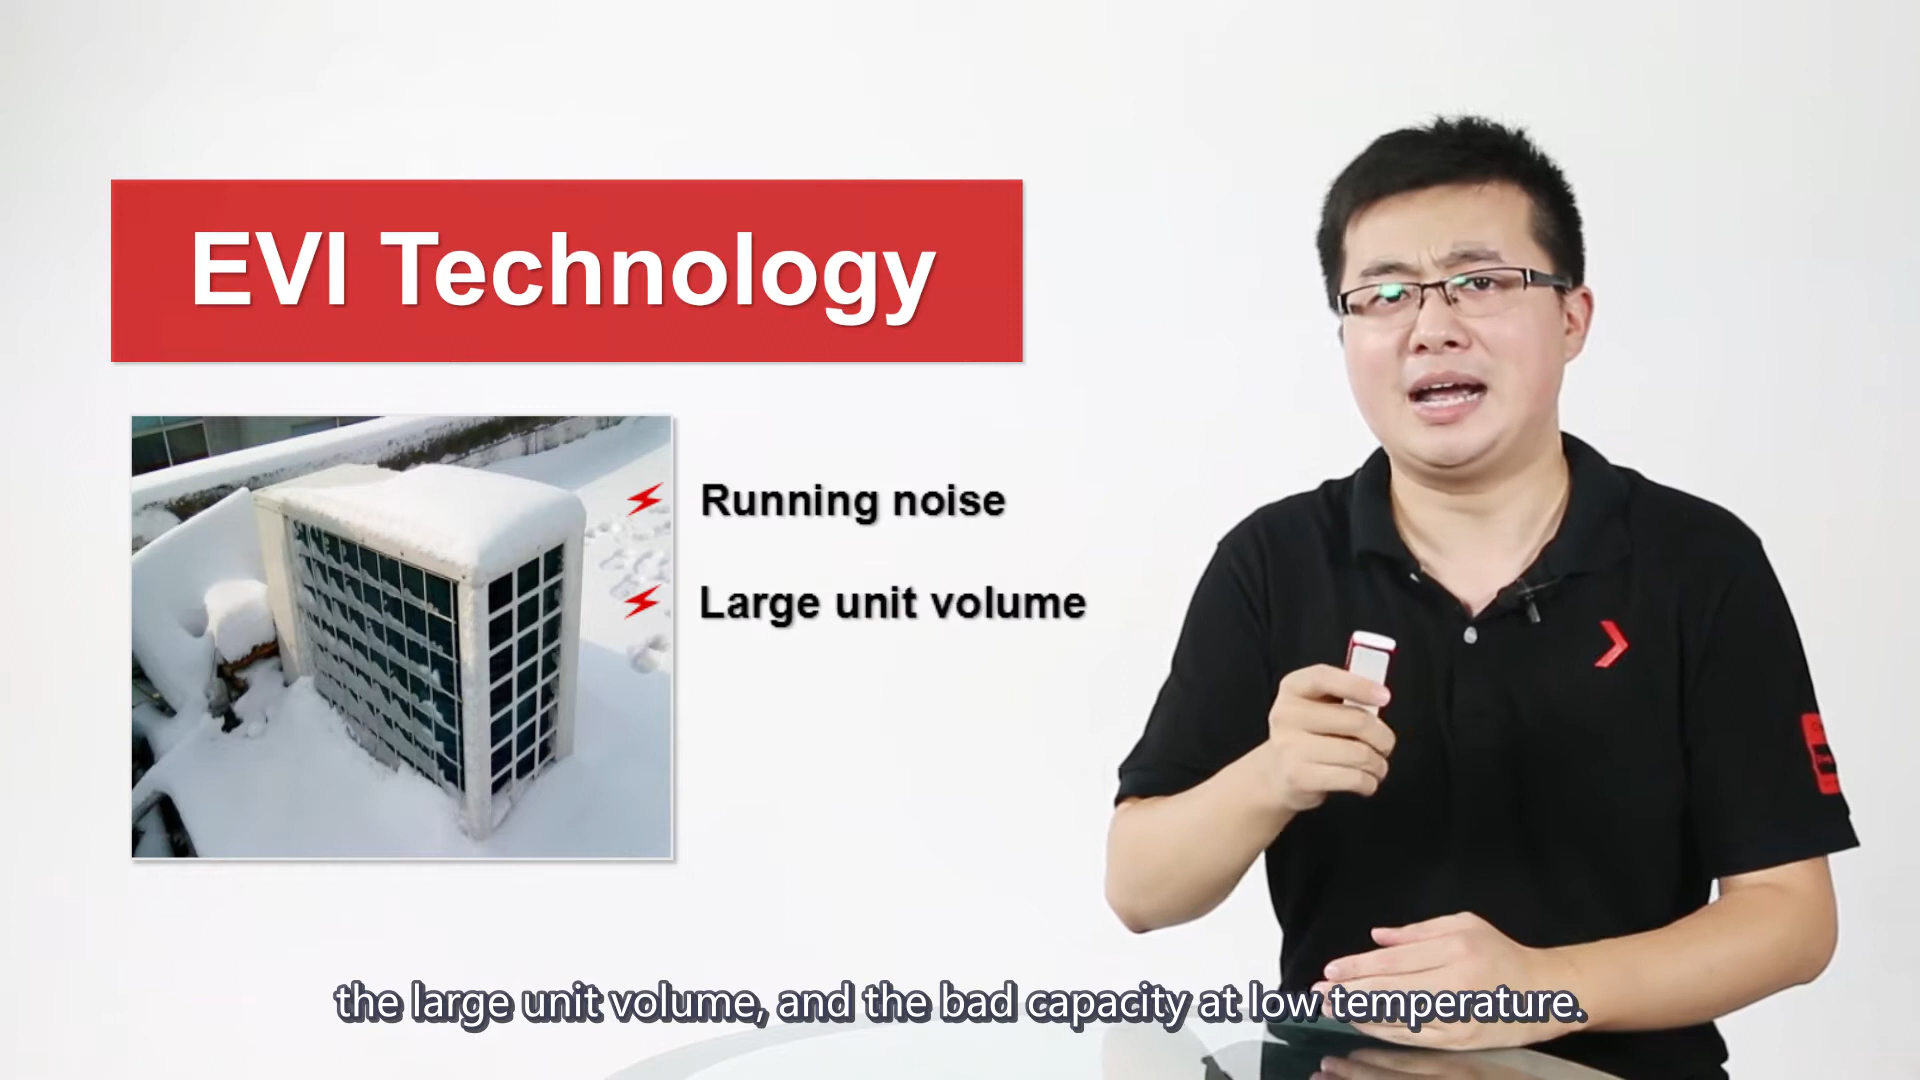 EVI Technology
Running noise
Large unit volume
the large unit volume, and the bad capacity at low temperature.